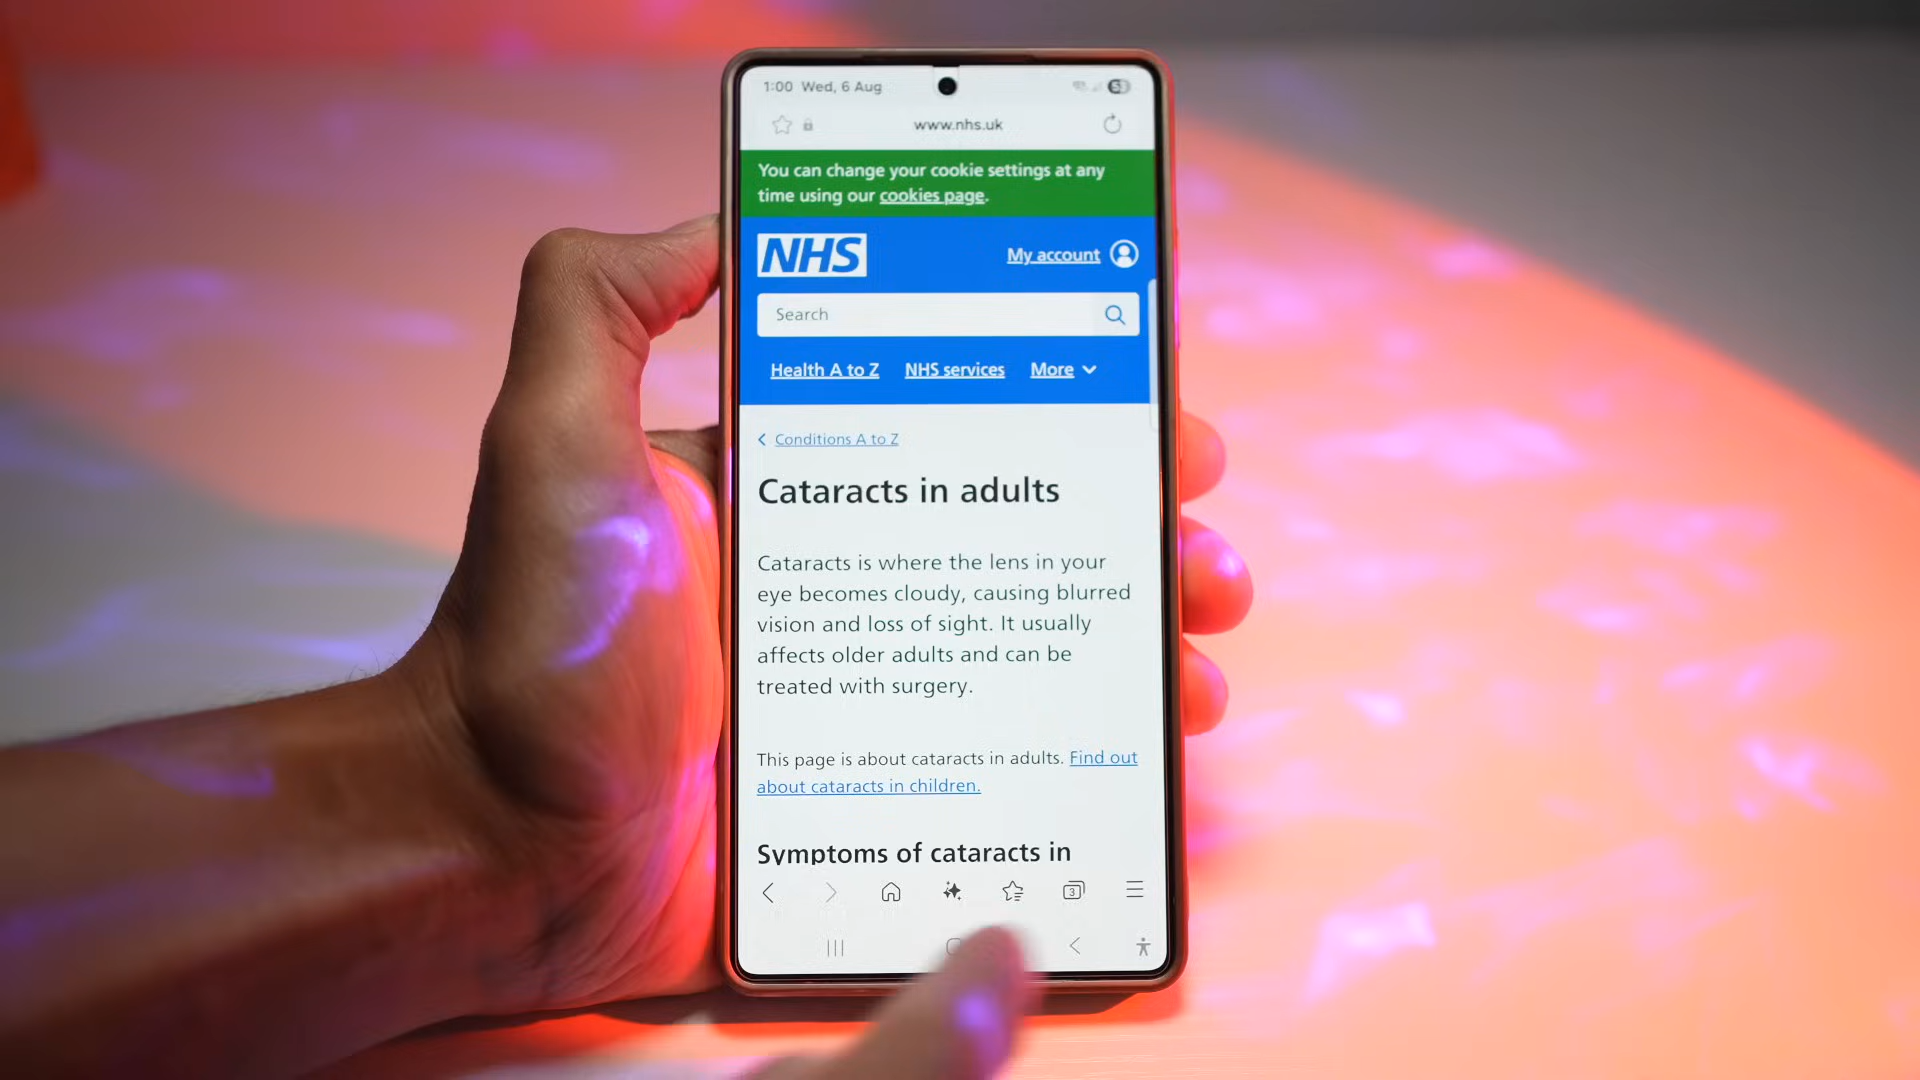 1:00 Wed, 6 Aug
53
www.nhs.uk
You can change your cookie settings at any
time using our cookies page.
NHS
My account
Search
Health A to Z NHS services More
Conditions A to Z
Cataracts in adults
Cataracts is where the lens in your
eye becomes cloudy, causing blurred
vision and loss of sight. It usually
affects older adults and can be
treated with surgery.
This page is about cataracts in adults. Find out
about cataracts in children.
Symptoms of cataracts in
3